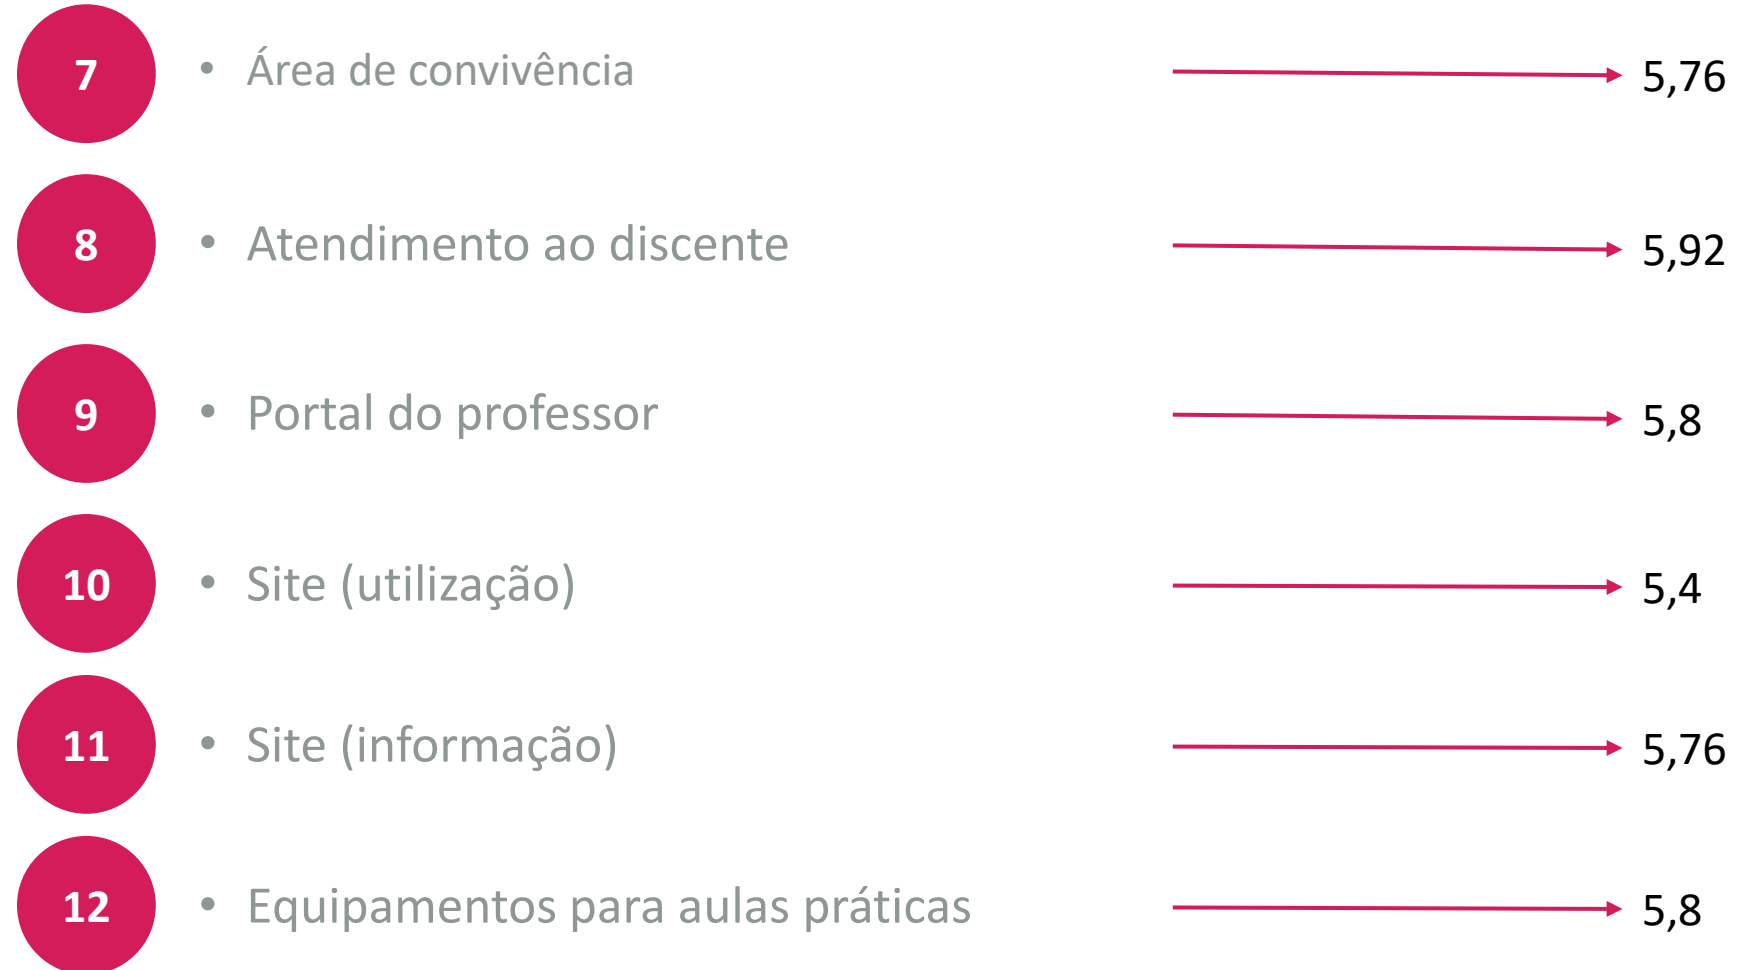 7 • Área de convivência 5,76
8 • Atendimento ao discente 5,92
9 • Portal do professor 5,8
10 • Site (utilização) 5,4
11 • Site (informação) 5,76
12 • Equipamentos para aulas práticas 5,8